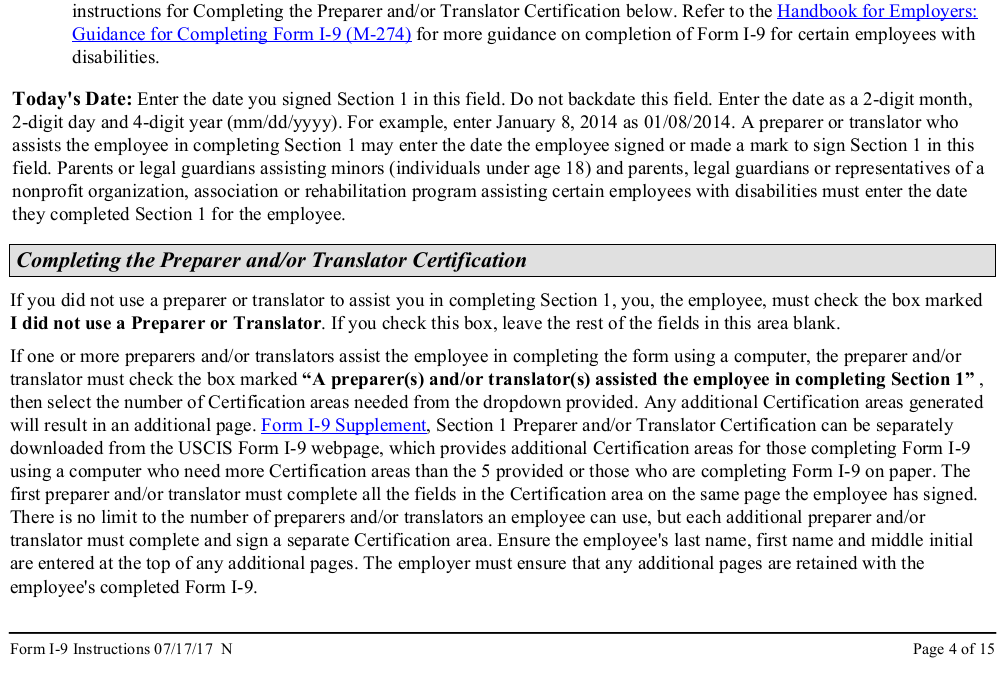 instructions for Completing the Preparer and/or Translator Certification below. Refer to the Handbook for Employers:
Guidance for Completing Form I-9 (M-274) for more guidance on completion of Form I-9 for certain employees with
disabilities.
Today's Date: Enter the date you signed Section 1 in this field. Do not backdate this field. Enter the date as a 2-digit month,
2-digit day and 4-digit year (mm/dd/yyyy). For example, enter January 8, 2014 as 01/08/2014. A preparer or translator who
assists the employee in completing Section 1 may enter the date the employee signed or made a mark to sign Section 1 in this
field. Parents or legal guardians assisting minors (individuals under age 18) and parents, legal guardians or representatives of a
nonprofit organization, association or rehabilitation program assisting certain employees with disabilities must enter the date
they completed Section 1 for the employee.
Completing the Preparer and/or Translator Certification
If you did not use a preparer or translator to assist you in completing Section 1, you, the employee, must check the box marked
I did not use a Preparer or Translator. If you check this box, leave the rest of the fields in this area blank.
If one or more preparers and/or translators assist the employee in completing the form using a computer, the preparer and/or
translator must check the box marked “A preparer(s) and/or translator(s) assisted the employee in completing Section 1” ,
then select the number of Certification areas needed from the dropdown provided. Any additional Certification areas generated
will result in an additional page. Form I-9 Supplement, Section 1 Preparer and/or Translator Certification can be separately
downloaded from the USCIS Form I-9 webpage, which provides additional Certification areas for those completing Form I-9
using a computer who need more Certification areas than the 5 provided or those who are completing Form I-9 on paper. The
first preparer and/or translator must complete all the fields in the Certification area on the same page the employee has signed.
There is no limit to the number of preparers and/or translators an employee can use, but each additional preparer and/or
translator must complete and sign a separate Certification area. Ensure the employee's last name, first name and middle initial
are entered at the top of any additional pages. The employer must ensure that any additional pages are retained with the
employee's completed Form I-9.
Form I-9 Instructions 07/17/17 N
Page 4 of 15